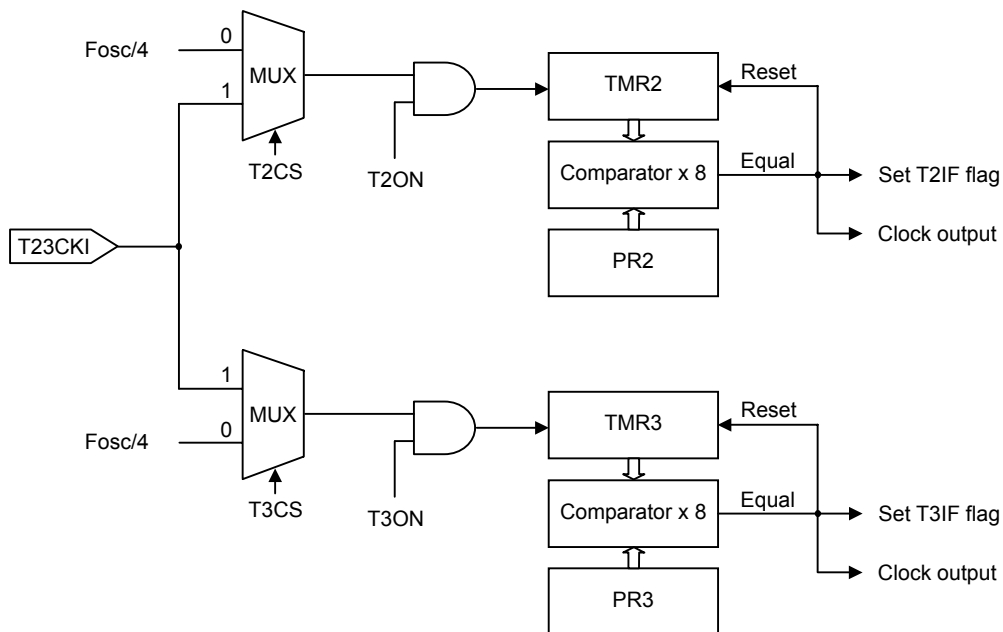 0
Fosc/4
MUX
1
T2CS
T2ON
TMR2
Reset
Comparator x 8
Equal
Set T2IF flag
Clock output
PR2
T23CKI
1
MUX
0
Fosc/4
T3CS
T3ON
TMR3
Reset
Comparator x 8
Equal
Set T3IF flag
Clock output
PR3